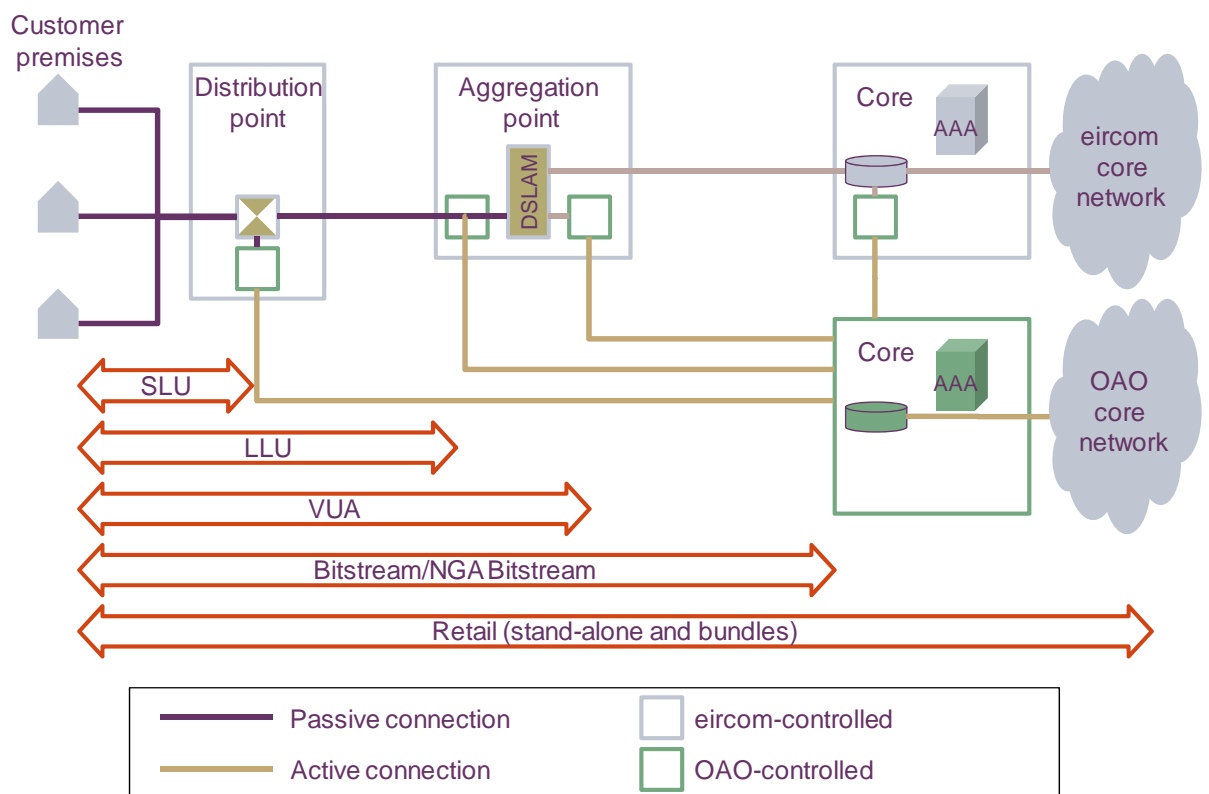 Customer
premises
Distribution
point
Aggregation
point
DSLAM
Core
AAA
eircom
core
network
Core
AAA
OAO
core
network
SLU
LLU
VUA
Bitstream/NGA Bitstream
Retail (stand-alone and bundles)
Passive connection
eircom-controlled
Active connection
OAO-controlled